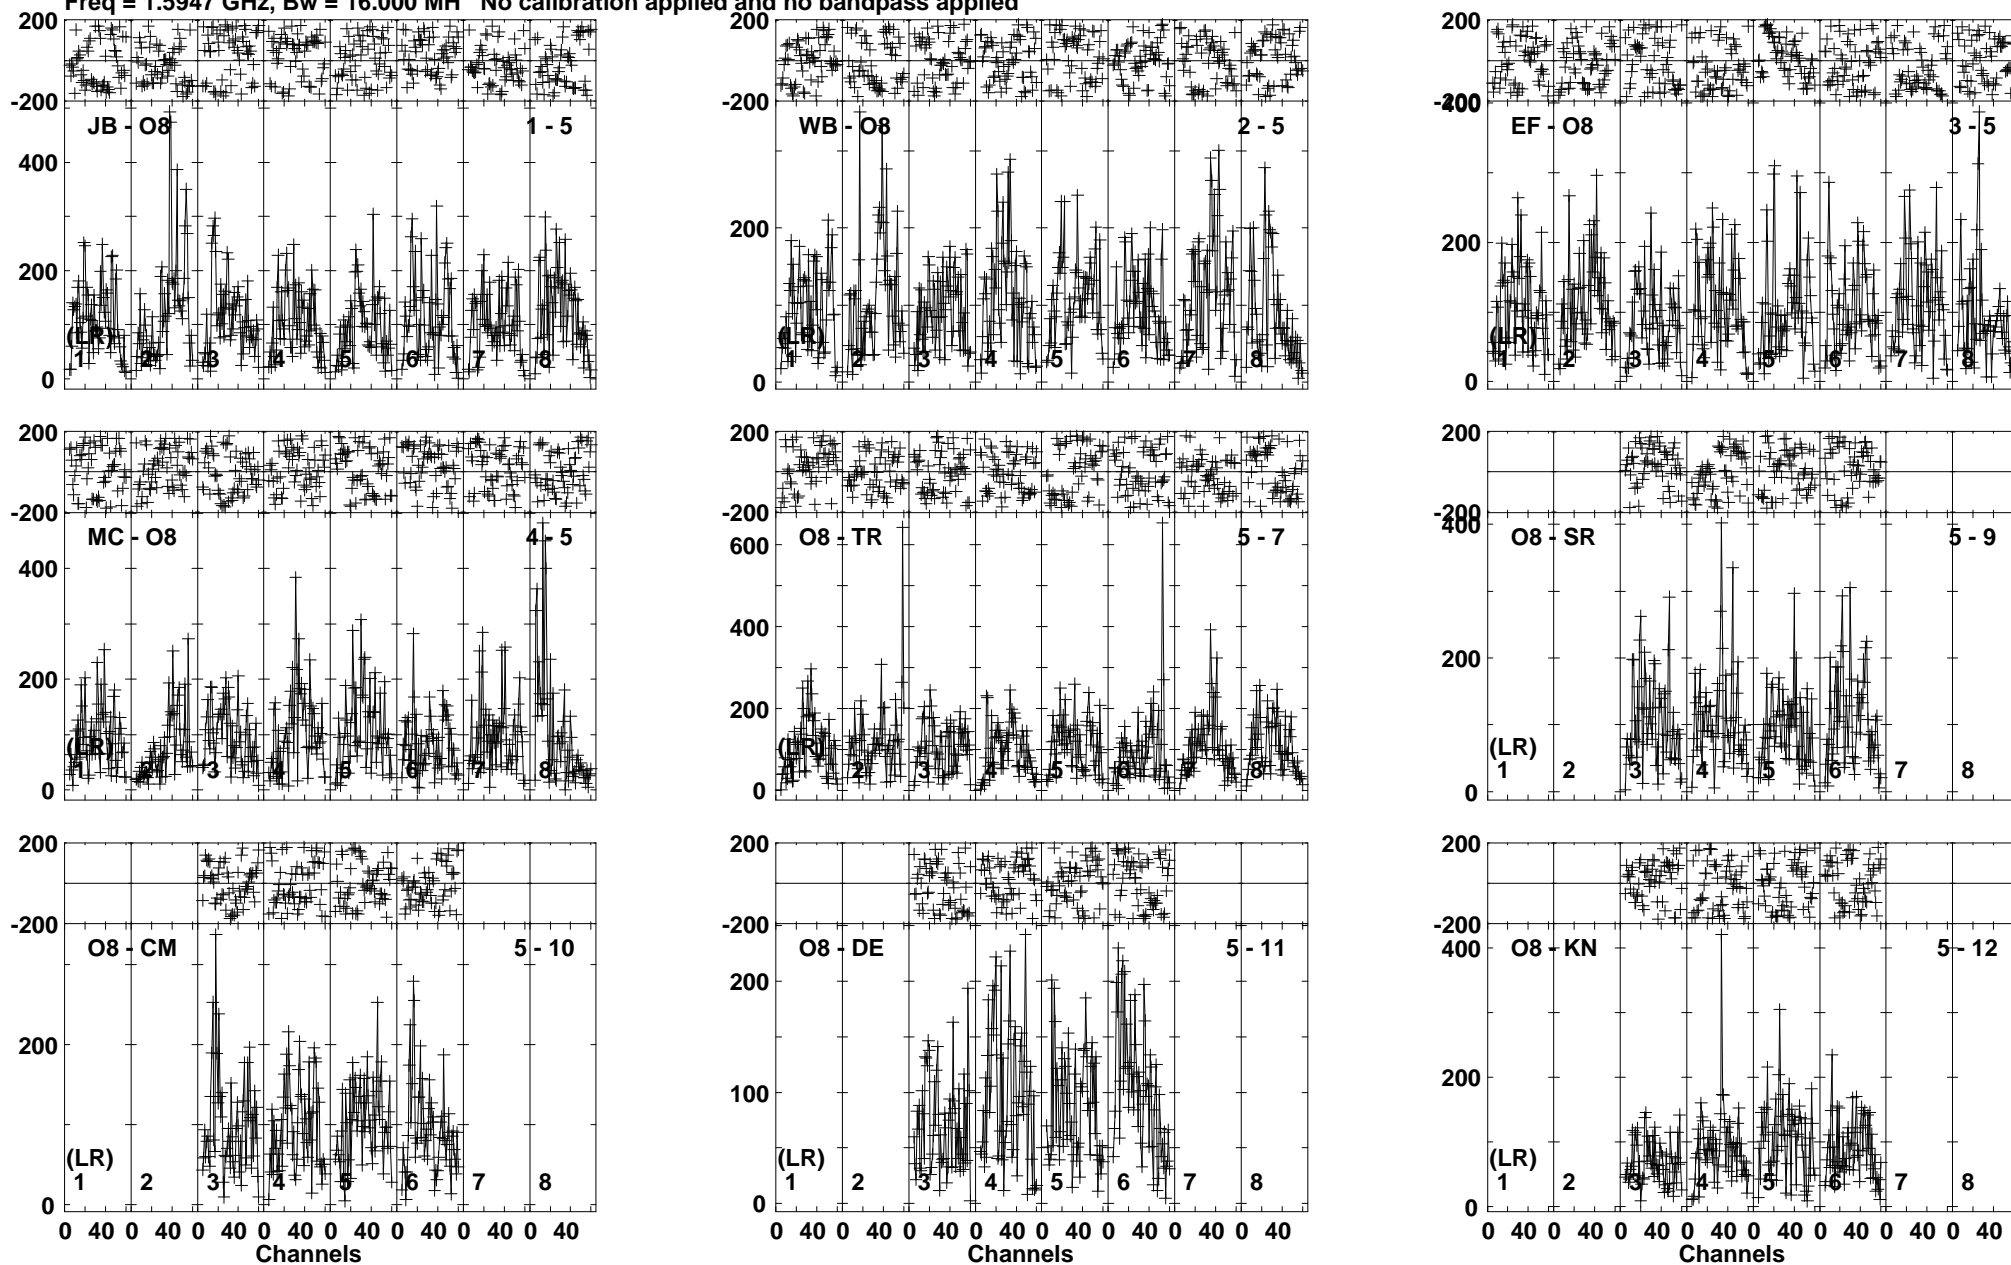 Freq = 1.5947 GHz, Bw = 16.000 MH No calibration applied and no bandpass applied
200 200 200
-200 -200 -200
JB - O8 1 - 5 WB - O8 2 - 5 EF - O8 3 - 5
400
400
200 200 200
(LR) (LR) (LR)
1 2 3 4 5 6 7 8 1 2 3 4 5 6 7 8 1 2 3 4 5 6 7 8
0 0 0
200 200 200
-200 -200 -200
MC - O8 4 - 5 O8 - TR 5 - 7 O8 - SR 5 - 9
400 600 400
400
200 200 200
(LR) (LR) (LR)
1 2 3 4 5 6 7 8 1 2 3 4 5 6 7 8 1 2 3 4 5 6 7 8
0 0 0
200 200 200
-200 -200 -200
O8 - CM 5 - 10 O8 - DE 5 - 11 O8 - KN 5 - 12
400
200 200 200
100
(LR) (LR) (LR)
1 2 3 4 5 6 7 8 1 2 3 4 5 6 7 8 1 2 3 4 5 6 7 8
0 0 0
0 40 0 40 0 40 0 40 0 40 0 40 0 40 0 40 0 40 0 40 0 40 0 40 0 40 0 40 0 40 0 40 0 40 0 40 0 40 0 40 0 40 0 40 0 40 0 40
Channels Channels Channels